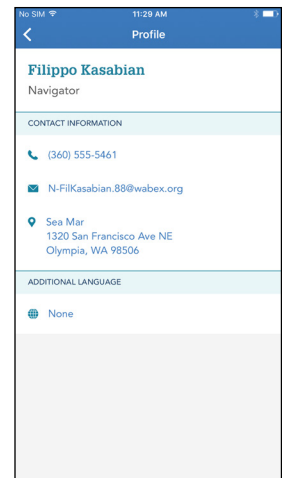 No SIM 11:29 AM
Profile
Filippo Kasabian
Navigator
CONTACT INFORMATION
(360) 555-5461
N-FilKasabian.88@wabex.org
Sea Mar
1320 San Francisco Ave NE
Olympia, WA 98506
ADDITIONAL LANGUAGE
None